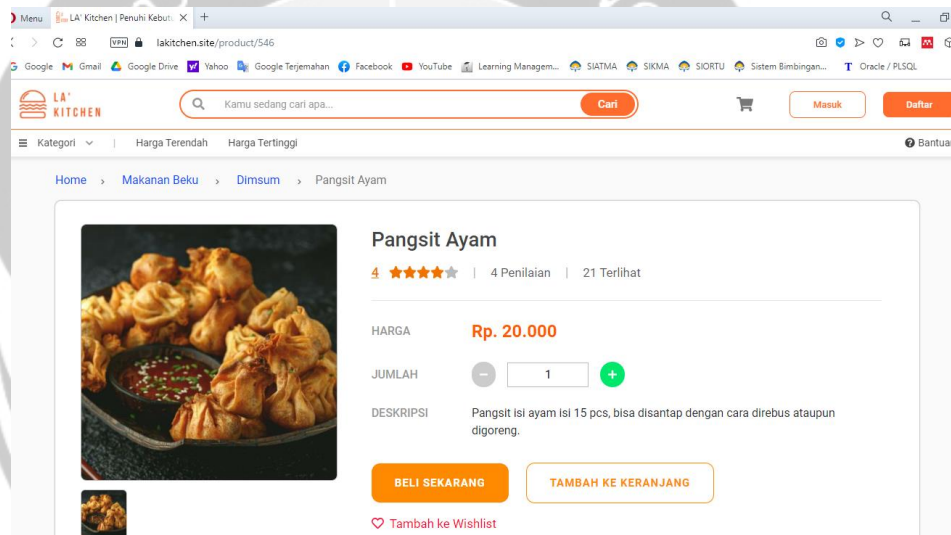 Menu LA' Kitchen | Penuhi Kebutu
VPN lakitchen.site/product/546
Google Gmail Google Drive Yahoo Google Terjemahan Facebook YouTube Learning Managem... SIATMA SIKMA SIORTU Sistem Bimbingan... T Oracle / PLSQL
LA'
KITCHEN
Kamu sedang cari apa...
Cari
Masuk
Daftar
Kategori | Harga Terendah Harga Tertinggi
Bantuan
Home > Makanan Beku > Dimsum > Pangsit Ayam
Pangsit Ayam
4 | 4 Penilaian | 21 Terlihat
HARGA Rp. 20.000
JUMLAH - 1 +
DESKRIPSI Pangsit isi ayam isi 15 pcs, bisa disantap dengan cara direbus ataupun
digoreng.
BELI SEKARANG TAMBAH KE KERANJANG
Tambah ke Wishlist